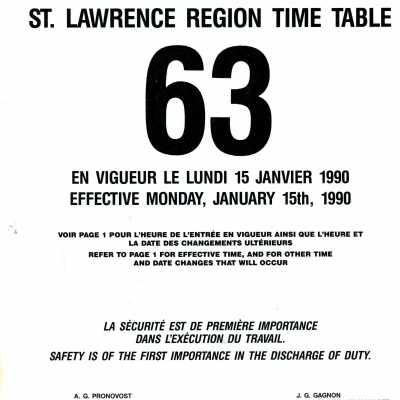 ST. LAWRENCE REGION TIME TABLE
63
EN VIGUEUR LE LUNDI 15 JANVIER 1990
EFFECTIVE MONDAY, JANUARY 15th, 1990
VOIR PAGE 1 POUR L'HEURE DE L'ENTRÉE EN VIGUEUR AINSI QUE L'HEURE ET
LA DATE DES CHANGEMENTS ULTÉRIEURS
REFER TO PAGE 1 FOR EFFECTIVE TIME, AND FOR OTHER TIME
AND DATE CHANGES THAT WILL OCCUR
LA SÉCURITÉ EST DE PREMIÈRE IMPORTANCE
DANS L'EXÉCUTION DU TRAVAIL.
SAFETY IS OF THE FIRST IMPORTANCE IN THE DISCHARGE OF DUTY.
A. G. PRONOVOST J. G. GAGNON